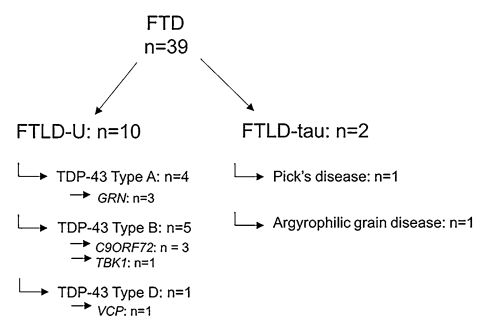 FTD
n=39
FTLD-U: n=10
TDP-43 Type A: n=4
GRN: n=3
TDP-43 Type B: n=5
C9ORF72: n = 3
TBK1: n=1
TDP-43 Type D: n=1
VCP: n=1
FTLD-tau: n=2
Pick's disease: n=1
Argyrophilic grain disease: n=1